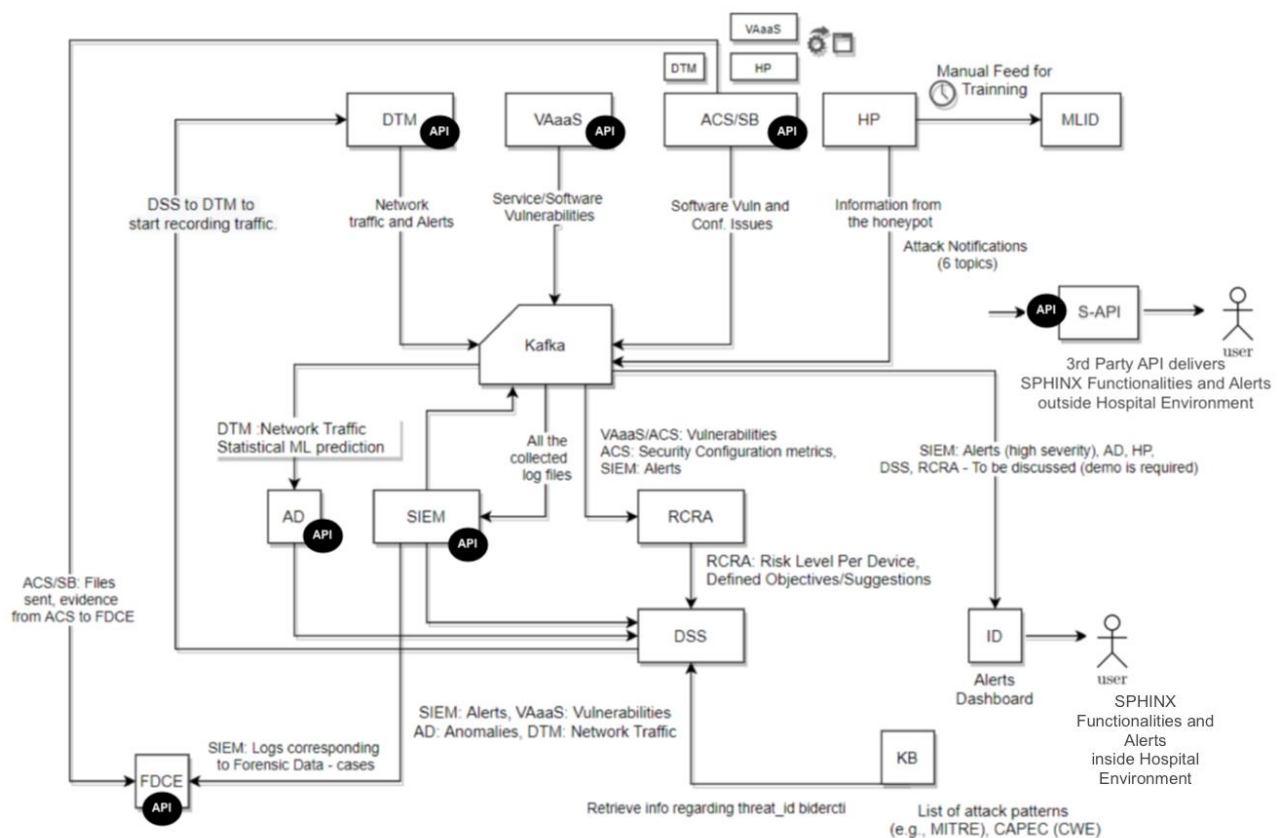 VAaaS
DTM
HP
Manual Feed for
Trainning
DTM
API
VAaaS
API
ACS/SB
API
HP
MLID
DSS to DTM to
start recording traffic.
Network
traffic and Alerts
Service/Software
Vulnerabilities
Software Vuln and
Conf. Issues
Information from
the honeypot
Attack Notifications
(6 topics)
API
S-API
user
3rd Party API delivers
SPHINX Functionalities and Alerts
outside Hospital Environment
Kafka
DTM :Network Traffic
Statistical ML prediction
All the
collected
log files
VAaaS/ACS: Vulnerabilities
ACS: Security Configuration metrics,
SIEM: Alerts
SIEM: Alerts (high severity), AD, HP,
DSS, RCRA - To be discussed (demo is required)
AD
API
SIEM
API
RCRA
RCRA: Risk Level Per Device,
Defined Objectives/Suggestions
ACS/SB: Files
sent, evidence
from ACS to FDCE
DSS
ID
Alerts
Dashboard
user
SPHINX
Functionalities and
Alerts
inside Hospital
Environment
SIEM: Alerts, VAaaS: Vulnerabilities
AD: Anomalies, DTM: Network Traffic
SIEM: Logs corresponding
to Forensic Data - cases
FDCE
API
KB
Retrieve info regarding threat_id bidercti
List of attack patterns
(e.g., MITRE), CAPEC (CWE)